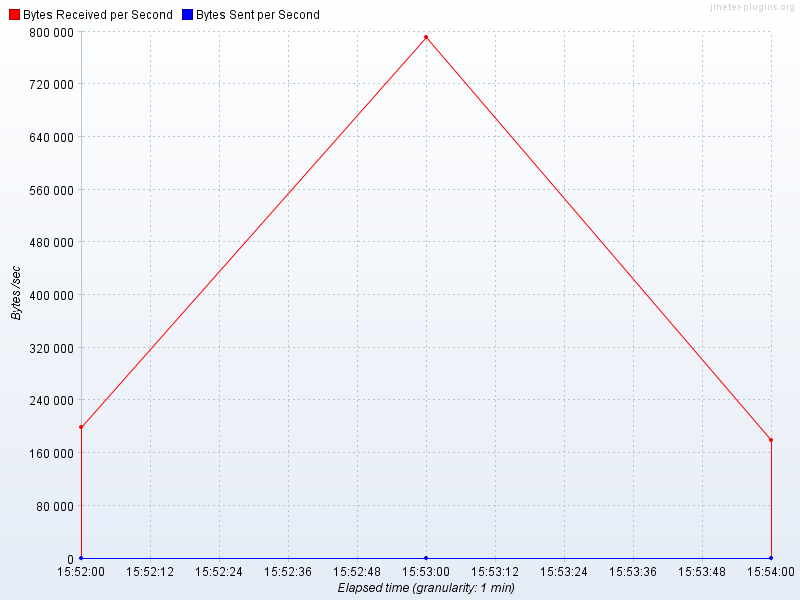 jmeter-plugins.org
Bytes Received per Second Bytes Sent per Second
800 000
720 000
640 000
560 000
480 000
400 000
320 000
240 000
160 000
80 000
0
Bytes /sec
15:52:00 15:52:12 15:52:24 15:52:36 15:52:48 15:53:00 15:53:12 15:53:24 15:53:36 15:53:48 15:54:00
Elapsed time (granularity: 1 min)